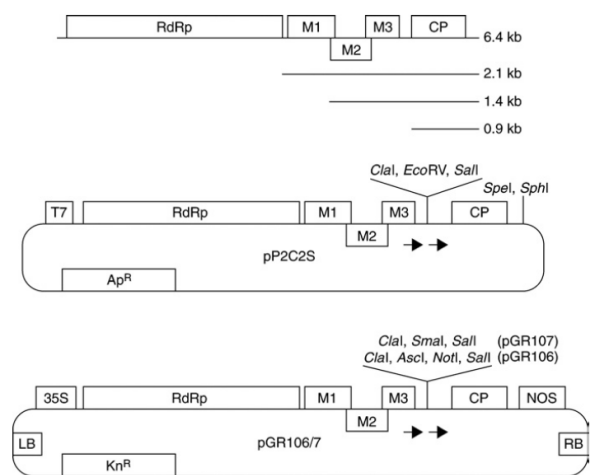 RdRp M1 M3 CP
M2 6.4 kb
2.1 kb
1.4 kb
0.9 kb
ClaI, EcoRV, SalI
SpeI, SphI
T7 RdRp M1 M3 CP
M2
pP2C2S
ApR
ClaI, SmaI, SalI (pGR107)
ClaI, AscI, NotI, SalI (pGR106)
35S RdRp M1 M3 CP NOS
M2
LB pGR106/7 RB
KnR